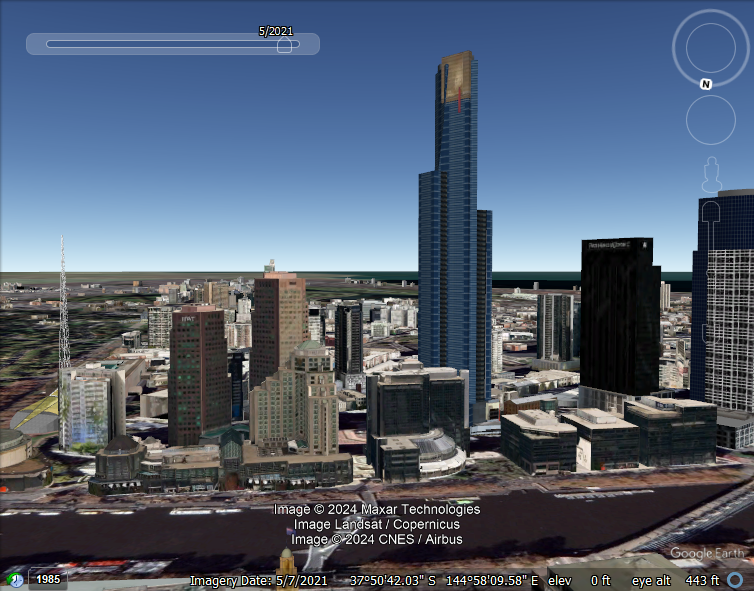 5/2021
N
HWT
Image © 2024 Maxar Technologies
Image Landsat / Copernicus
Image © 2024 CNES / Airbus
Google Earth
1985
Imagery Date: 5/7/2021 37°50'42.03" S 144°58'09.58" E elev 0 ft eye alt 443 ft